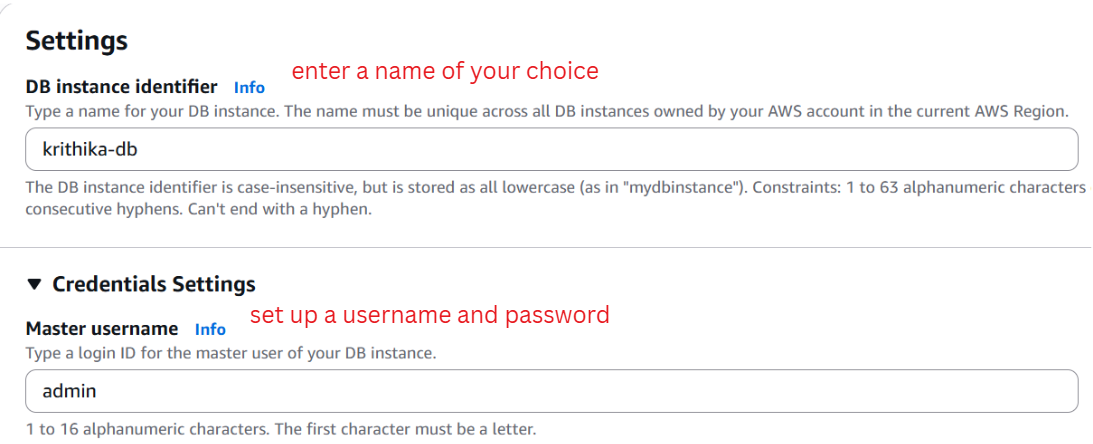 Settings
enter a name of your choice
DB instance identifier Info
Type a name for your DB instance. The name must be unique across all DB instances owned by your AWS account in the current AWS Region.
krithika-db
The DB instance identifier is case-insensitive, but is stored as all lowercase (as in "mydbinstance"). Constraints: 1 to 63 alphanumeric characters
consecutive hyphens. Can't end with a hyphen.
Credentials Settings
set up a username and password
Master username Info
Type a login ID for the master user of your DB instance.
admin
1 to 16 alphanumeric characters. The first character must be a letter.